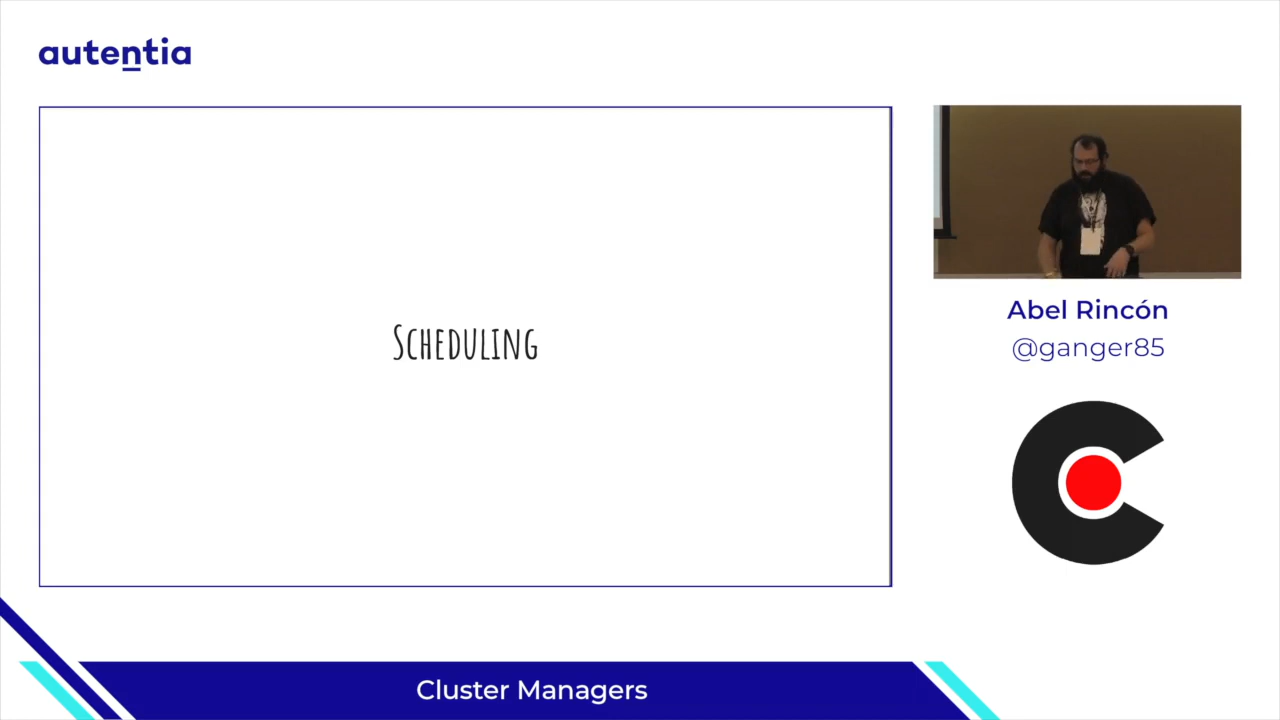 autentia
Scheduling
Abel Rincón
@ganger85
Cluster Managers